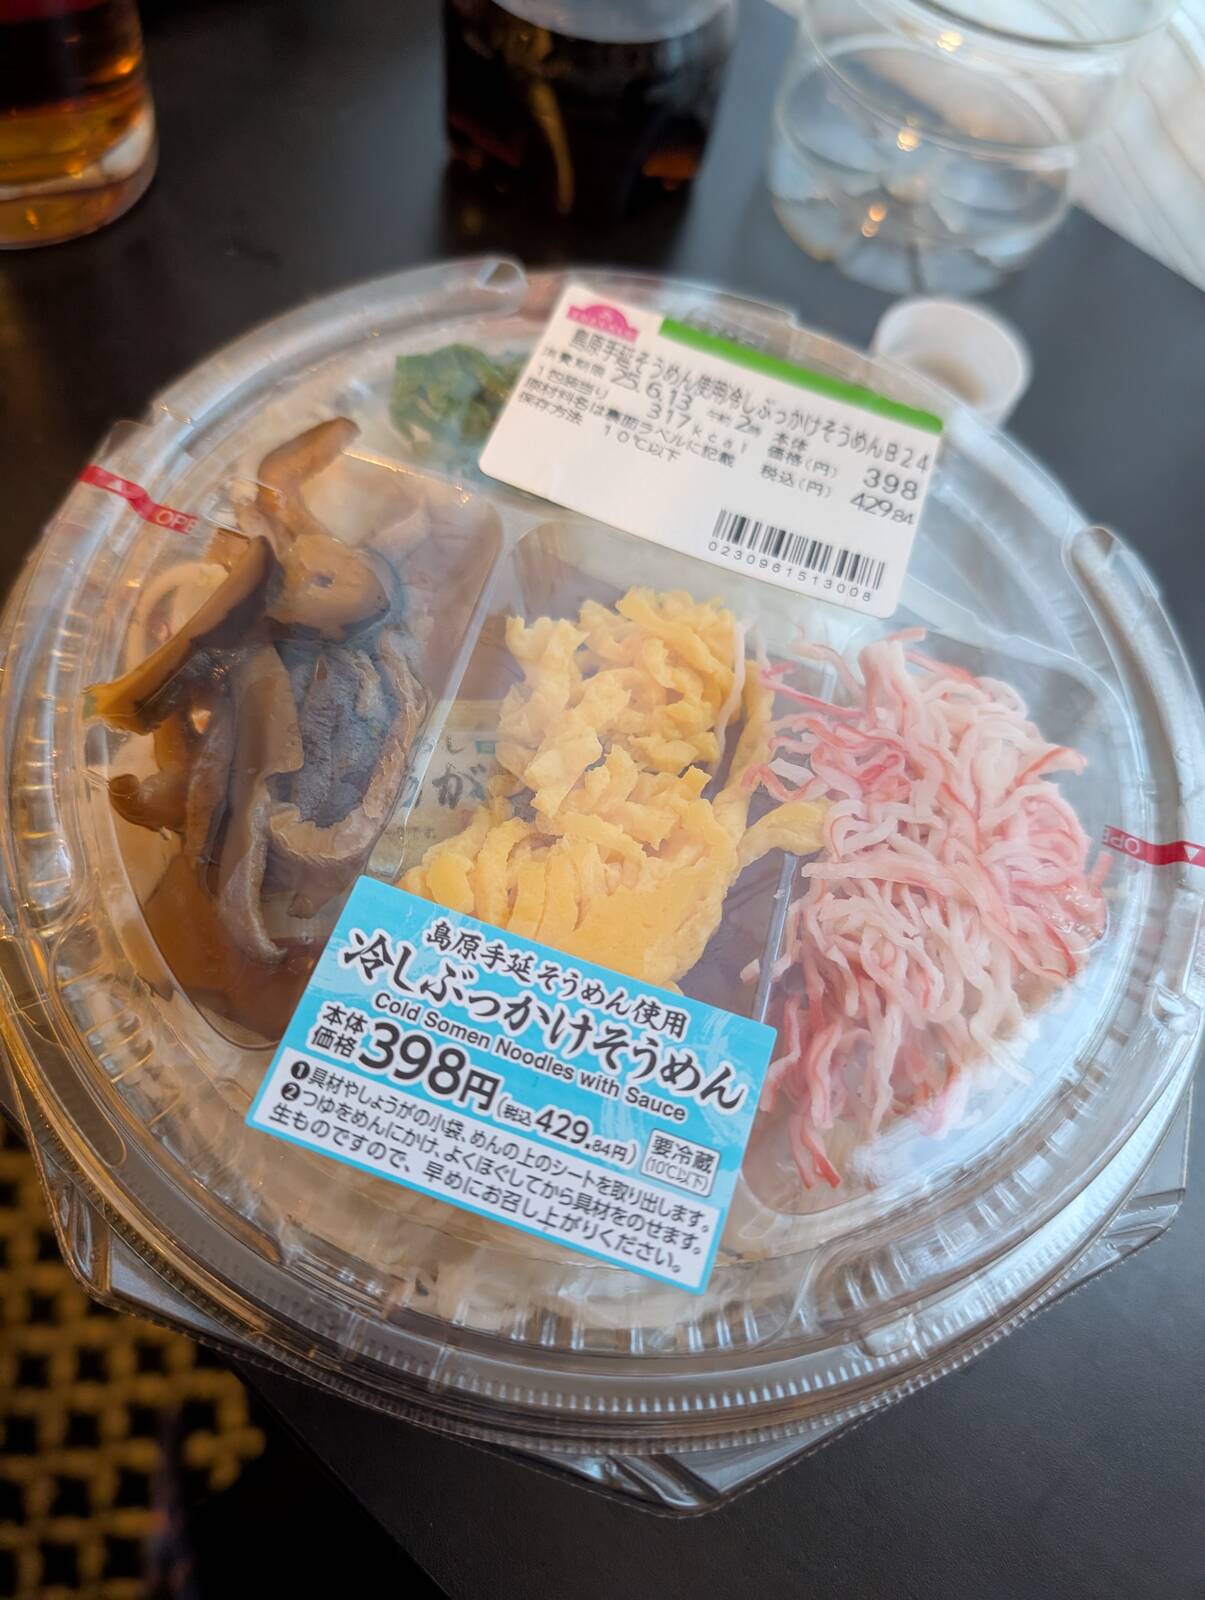 TOPVALU
島原手延そうめん使用冷しぶっかけそうめんB24
消費期限 25.6.13 午前2時
1包装当り 317kcal
原材料名は裏面ラベルに記載
保存方法 10℃以下
本体
価格(円) 398
税込(円) 429.84
0230961513008
OPE
OPE
島原手延そうめん使用
冷しぶっかけそうめん
Cold Somen Noodles with Sauce
本体
価格 398円(税込 429.84円)
要冷蔵
(10℃以下)
❶具材やしょうがの小袋、めんの上のシートを取り出します。
❷つゆをめんにかけ、よくほぐしてから具材をのせます。
生ものですので、早めにお召し上がりください。